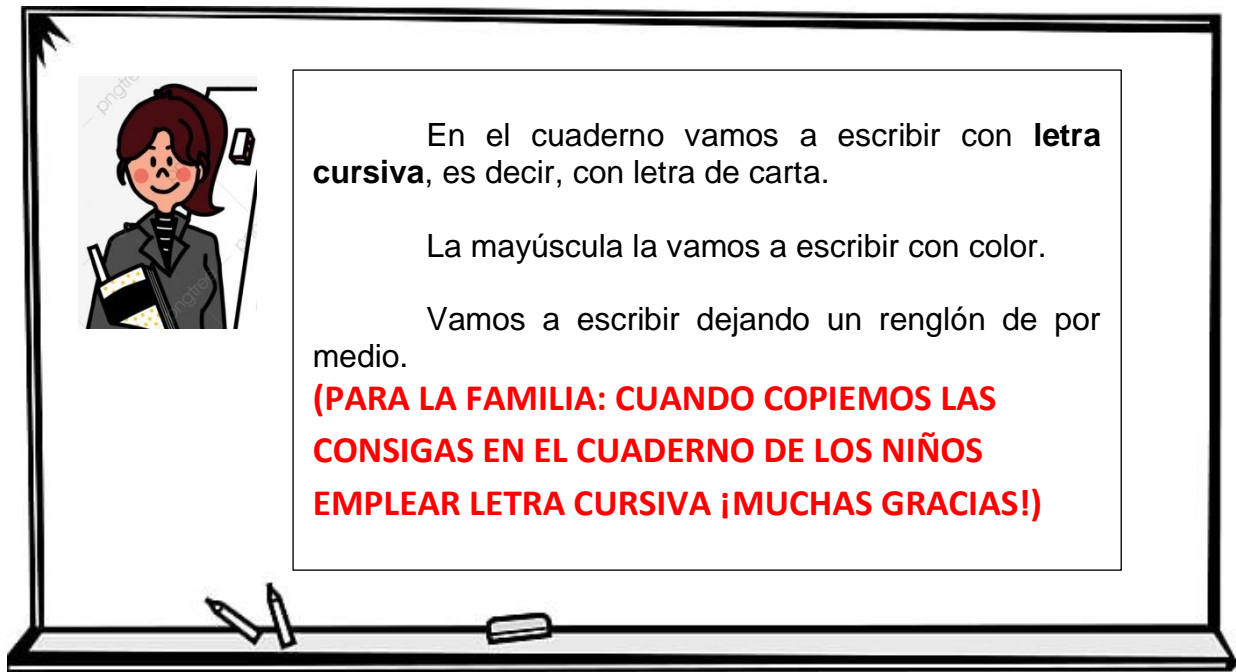 En el cuaderno vamos a escribir con letra
cursiva, es decir, con letra de carta.
La mayúscula la vamos a escribir con color.
Vamos a escribir dejando un renglón de por
medio.
(PARA LA FAMILIA: CUANDO COPIEMOS LAS
CONSIGAS EN EL CUADERNO DE LOS NIÑOS
EMPLEAR LETRA CURSIVA ¡MUCHAS GRACIAS!)